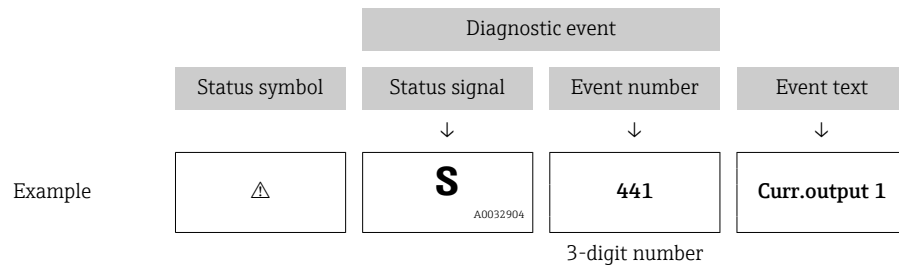 Diagnostic event
Status symbol Status signal Event number Event text
↓ ↓ ↓
Example ⚠ S 441 Curr.output 1
A0032904
3-digit number